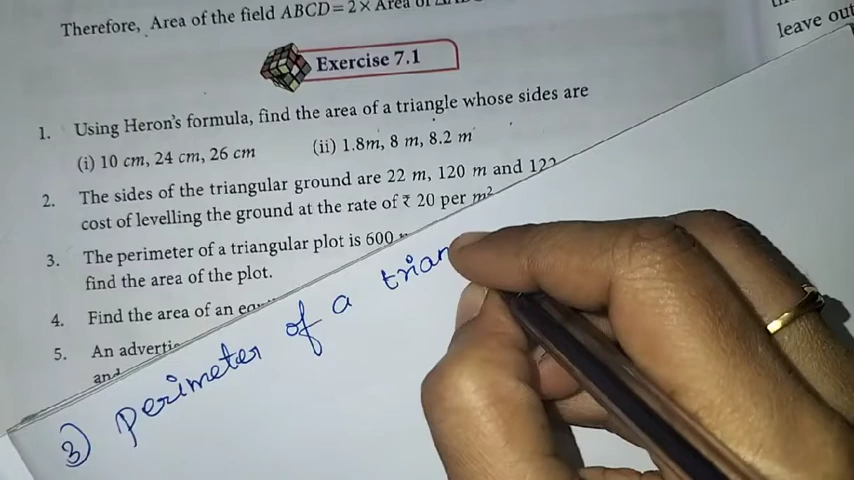 Therefore, Area of the field ABCD = 2 × Area of
leave out
Exercise 7.1
1. Using Heron's formula, find the area of a triangle whose sides are
(i) 10 cm, 24 cm, 26 cm (ii) 1.8m, 8 m, 8.2 m
2. The sides of the triangular ground are 22 m, 120 m and 122
cost of levelling the ground at the rate of ₹ 20 per m²
3. The perimeter of a triangular plot is 600
find the area of the plot.
4. Find the area of an
5. An
and
3) perimeter of a trian